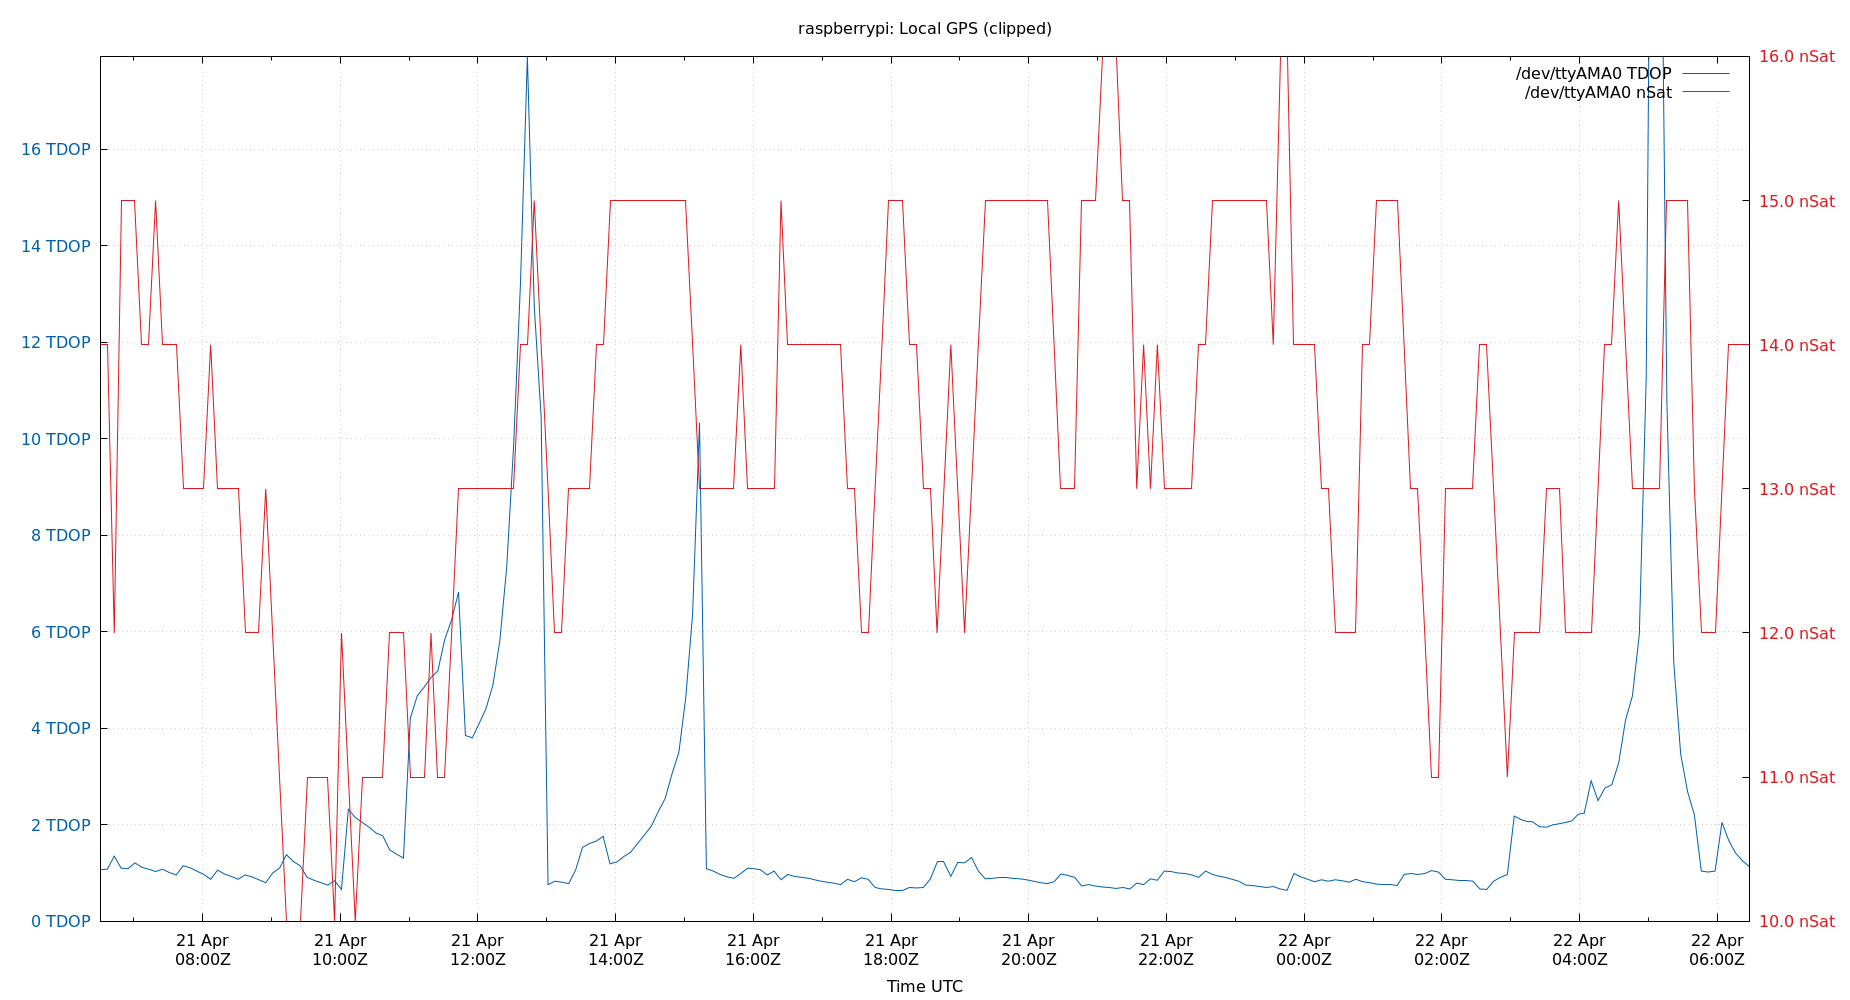 raspberrypi: Local GPS (clipped)
/dev/ttyAMA0 TDOP
/dev/ttyAMA0 nSat
16 TDOP
14 TDOP
12 TDOP
10 TDOP
8 TDOP
6 TDOP
4 TDOP
2 TDOP
0 TDOP
16.0 nSat
15.0 nSat
14.0 nSat
13.0 nSat
12.0 nSat
11.0 nSat
10.0 nSat
21 Apr 21 Apr 21 Apr 21 Apr 21 Apr 21 Apr 21 Apr 21 Apr 22 Apr 22 Apr 22 Apr 22 Apr
08:00Z 10:00Z 12:00Z 14:00Z 16:00Z 18:00Z 20:00Z 22:00Z 00:00Z 02:00Z 04:00Z 06:00Z
Time UTC